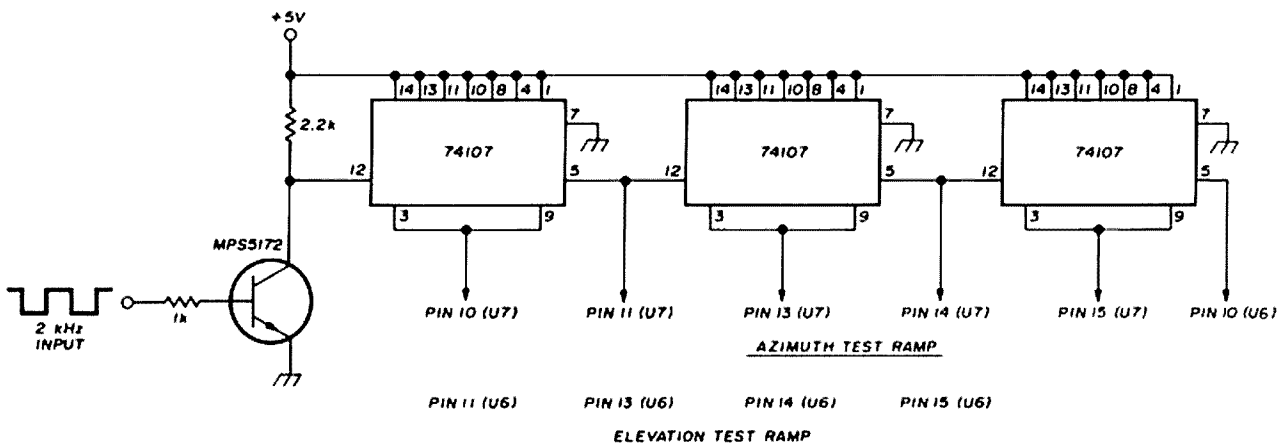 +5V
14 13 11 10 8 4 1
14 13 11 10 8 4 1
14 13 11 10 8 4 1
2.2k
7
7
7
74107
74107
74107
12
5
12
5
12
5
3
9
3
9
3
9
MPS5172
1k
2 kHz
INPUT
PIN 10 (U7)
PIN 11 (U7)
PIN 13 (U7)
PIN 14 (U7)
PIN 15 (U7)
PIN 10 (U6)
AZIMUTH TEST RAMP
PIN 11 (U6)
PIN 13 (U6)
PIN 14 (U6)
PIN 15 (U6)
ELEVATION TEST RAMP